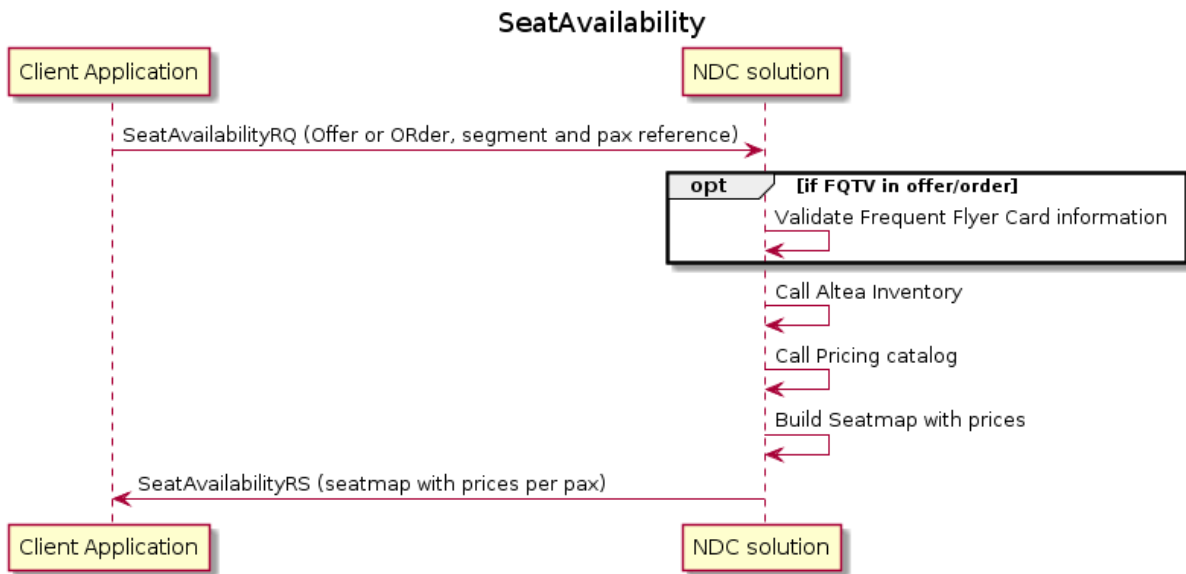 SeatAvailability
Client Application
NDC solution
SeatAvailabilityRQ (Offer or ORder, segment and pax reference)
opt
[if FQTV in offer/order]
Validate Frequent Flyer Card information
Call Altea Inventory
Call Pricing catalog
Build Seatmap with prices
SeatAvailabilityRS (seatmap with prices per pax)
Client Application
NDC solution